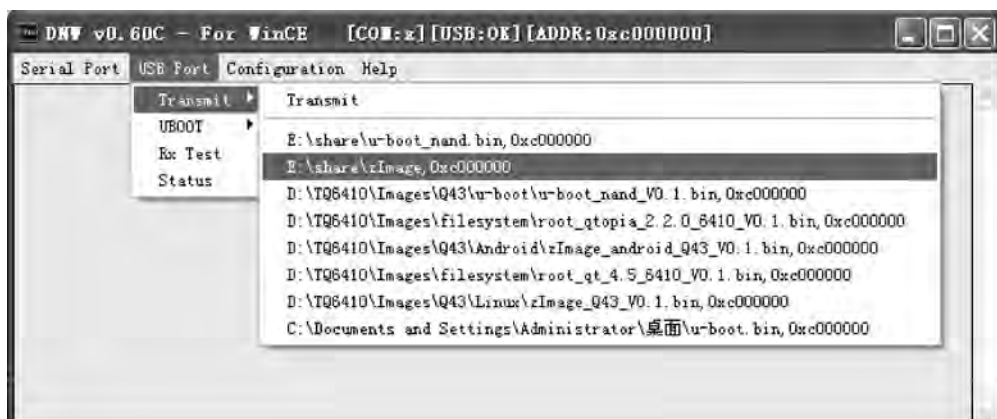 DNW v0.60C - For WinCE [COM:x][USB:OK][ADDR:0xc000000]
Serial Port USB Port Configuration Help
Transmit
UBOOT
Rx Test
Status
Transmit
E:\share\u-boot_nand.bin,0xc000000
E:\share\zImage,0xc000000
D:\TQ6410\Images\Q43\u-boot\u-boot_nand_V0.1.bin,0xc000000
D:\TQ6410\Images\filesystem\root_qtopia_2.2.0_6410_V0.1.bin,0xc000000
D:\TQ6410\Images\Q43\Android\zImage_android_Q43_V0.1.bin,0xc000000
D:\TQ6410\Images\filesystem\root_qt_4.5_6410_V0.1.bin,0xc000000
D:\TQ6410\Images\Q43\Linux\zImage_Q43_V0.1.bin,0xc000000
C:\Documents and Settings\Administrator\桌面\u-boot.bin,0xc000000